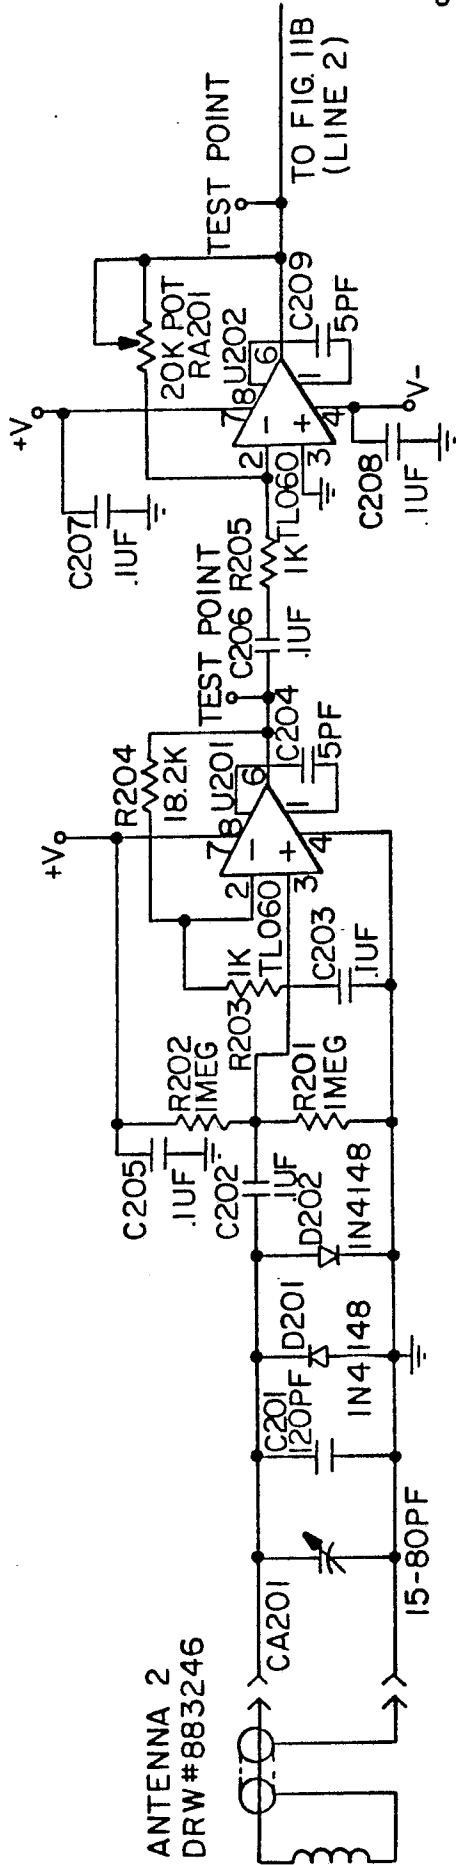 ANTENNA 2
DRW#883246
CA201
15-80PF
C201
120PF
D201
1N4148
D202
1N4148
C202
.1UF
C205
.1UF
R202
1MEG
R201
1MEG
R203
1K
C203
.1UF
+V
R204
18.2K
U201
TL060
7
8
2
3
4
6
1
-
+
C204
5PF
TEST POINT
C206
.1UF
R205
1K
C207
.1UF
+V
20K POT
RA201
U202
TL060
7
8
2
3
4
6
1
-
+
C209
5PF
C208
.1UF
V-
TEST POINT
TO FIG. 11B
(LINE 2)